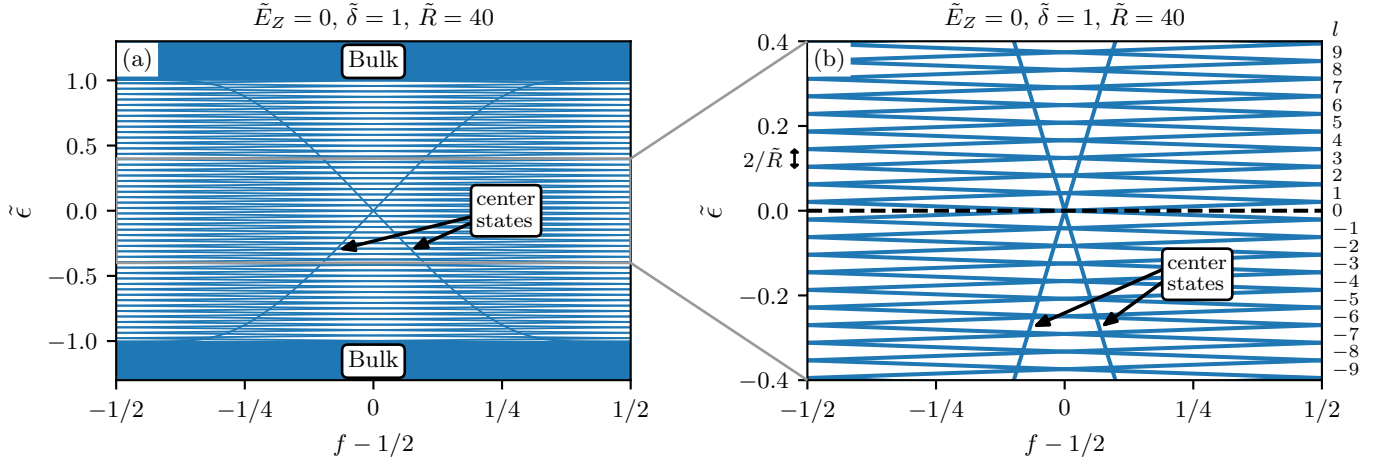 Ẽ_Z = 0, δ̃ = 1, R̃ = 40
(a)
Bulk
1.0
0.5
0.0
−0.5
−1.0
ϵ̃
center
states
Bulk
−1/2
−1/4
0
1/4
1/2
f − 1/2
Ẽ_Z = 0, δ̃ = 1, R̃ = 40
(b)
0.4
0.2
2/R̃
0.0
−0.2
−0.4
ϵ̃
center
states
l
9
8
7
6
5
4
3
2
1
0
−1
−2
−3
−4
−5
−6
−7
−8
−9
−1/2
−1/4
0
1/4
1/2
f − 1/2